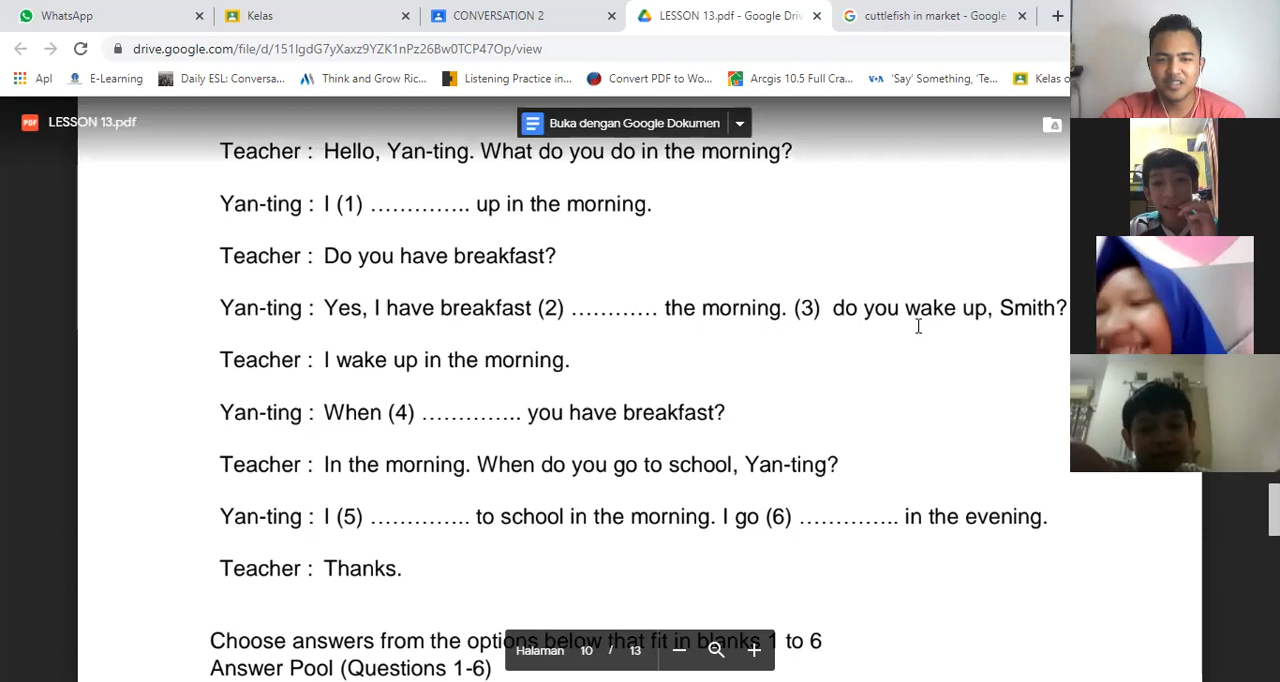 WhatsApp
Kelas
CONVERSATION 2
LESSON 13.pdf - Google Driv
cuttlefish in market - Google
drive.google.com/file/d/151lgdG7yXaxz9YZK1nPz26Bw0TCP47Op/view
Apl
E-Learning
Daily ESL: Conversa...
Think and Grow Ric...
Listening Practice in...
Convert PDF to Wo...
Arcgis 10.5 Full Cra...
VOA
'Say' Something, 'Te...
Kelas o
PDF
LESSON 13.pdf
Buka dengan Google Dokumen
Teacher : Hello, Yan-ting. What do you do in the morning?
Yan-ting : I (1) ………….. up in the morning.
Teacher : Do you have breakfast?
Yan-ting : Yes, I have breakfast (2) ………… the morning. (3)  do you wake up, Smith?
Teacher : I wake up in the morning.
Yan-ting : When (4) ………….. you have breakfast?
Teacher : In the morning. When do you go to school, Yan-ting?
Yan-ting : I (5) ………….. to school in the morning. I go (6) ………….. in the evening.
Teacher : Thanks.
Choose answers from the options below that fit in blanks 1 to 6
Answer Pool (Questions 1-6)
Halaman 10 / 13